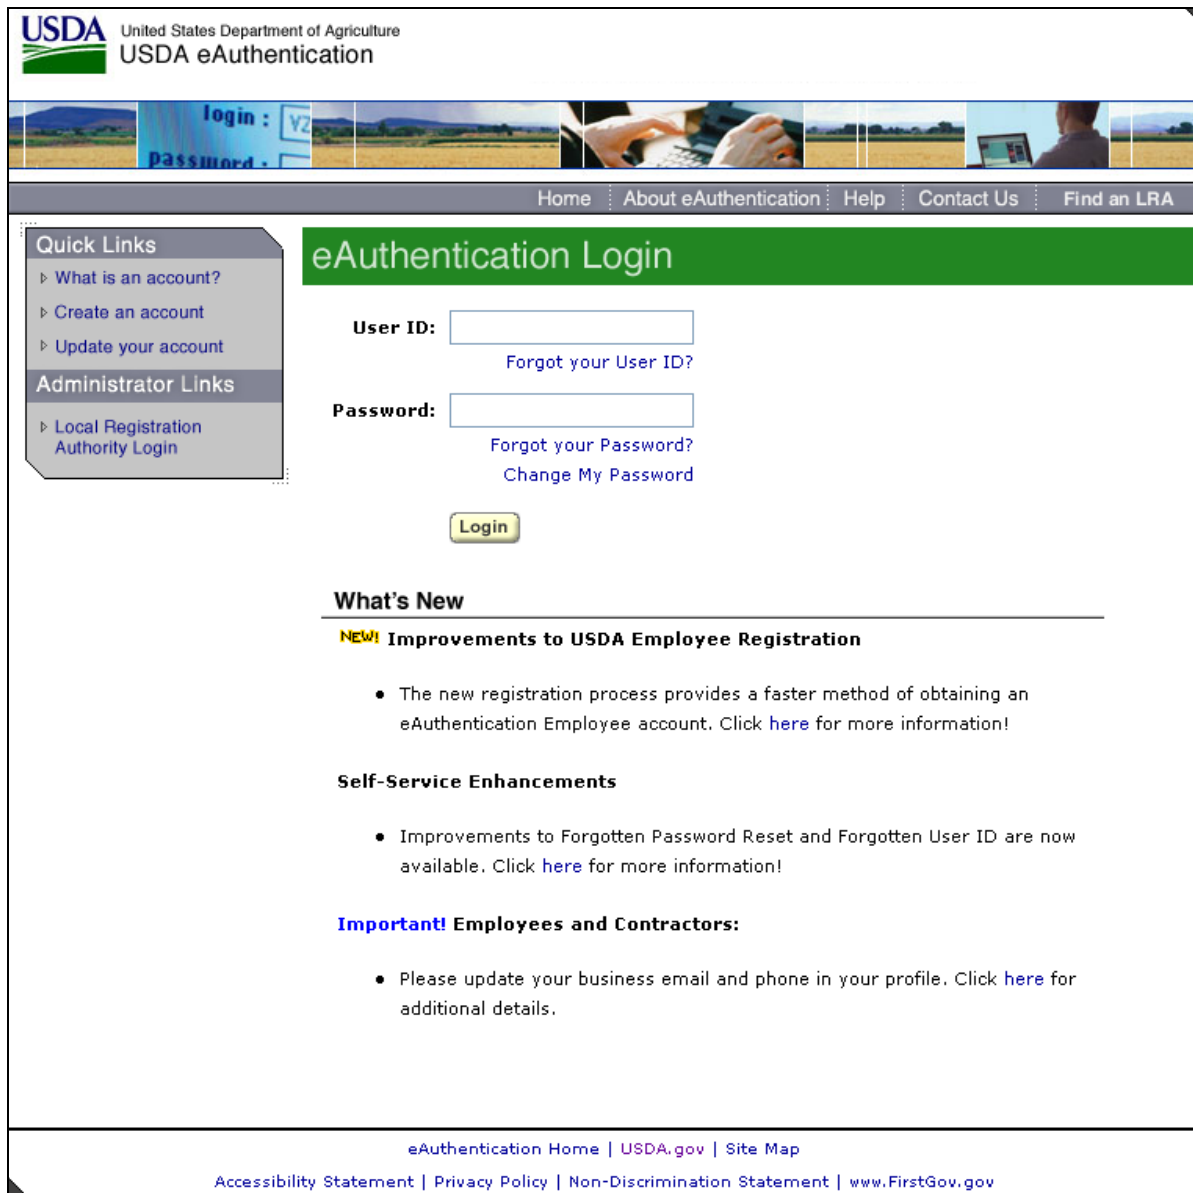 USDA
United States Department of Agriculture
USDA eAuthentication
login :
VZ
password :
Home
About eAuthentication
Help
Contact Us
Find an LRA
Quick Links
What is an account?
Create an account
Update your account
Administrator Links
Local Registration
Authority Login
eAuthentication Login
User ID:
Forgot your User ID?
Password:
Forgot your Password?
Change My Password
Login
What's New
NEW! Improvements to USDA Employee Registration
• The new registration process provides a faster method of obtaining an
eAuthentication Employee account. Click here for more information!
Self-Service Enhancements
• Improvements to Forgotten Password Reset and Forgotten User ID are now
available. Click here for more information!
Important! Employees and Contractors:
• Please update your business email and phone in your profile. Click here for
additional details.
eAuthentication Home | USDA.gov | Site Map
Accessibility Statement | Privacy Policy | Non-Discrimination Statement | www.FirstGov.gov